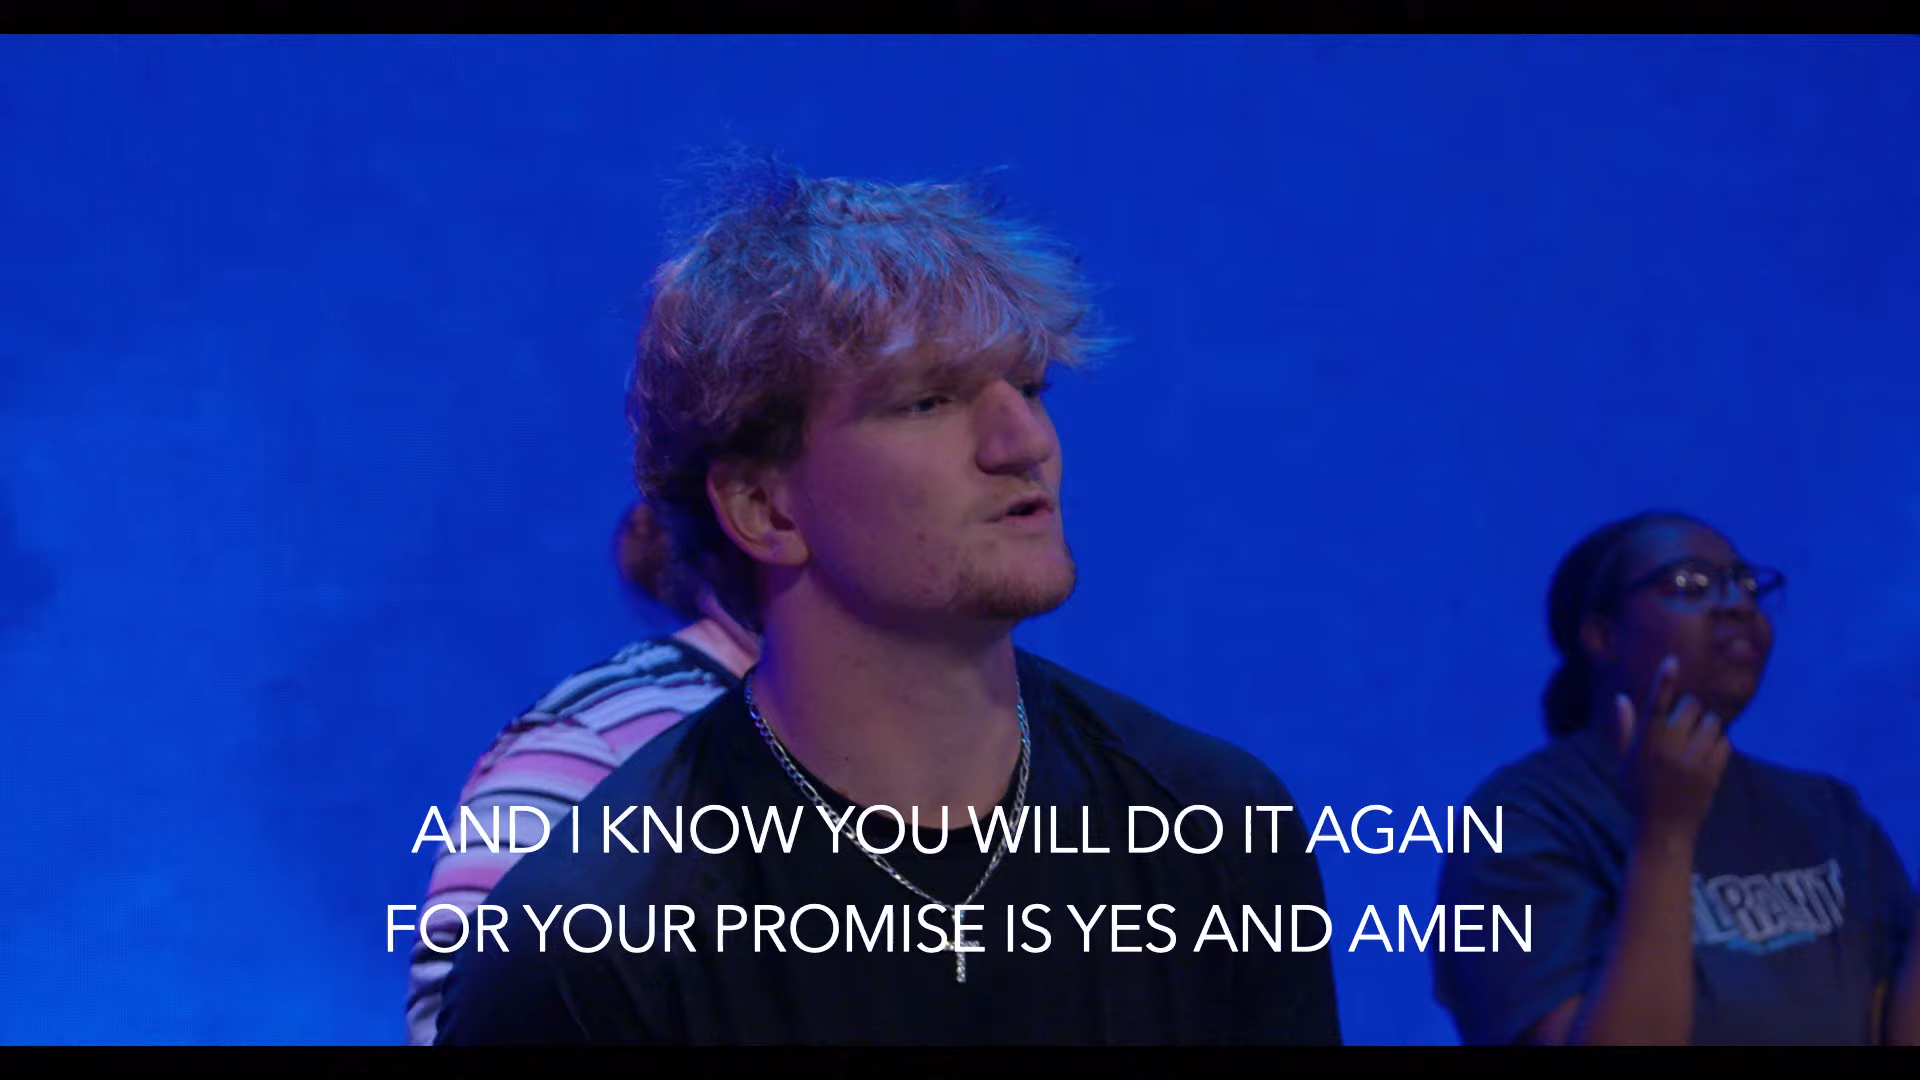 AND I KNOW YOU WILL DO IT AGAIN
FOR YOUR PROMISE IS YES AND AMEN